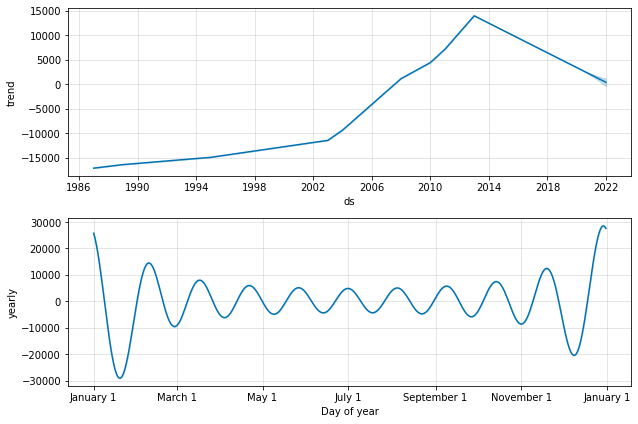 trend
15000
10000
5000
0
−5000
−10000
−15000
1986 1990 1994 1998 2002 2006 2010 2014 2018 2022
ds
yearly
30000
20000
10000
0
−10000
−20000
−30000
January 1 March 1 May 1 July 1 September 1 November 1 January 1
Day of year